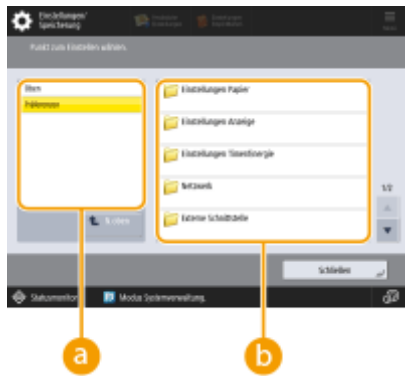 Einstellungen/
Speicherung
Punkt zum Einstellen wählen.
Oben
Präferenzen
Einstellungen Papier
Einstellungen Anzeige
Einstellungen Timer/Energie
Netzwerk
Externe Schnittstelle
1/2
N. oben
Schließen
Statusmonitor
Modus Systemverwaltung.
a
b